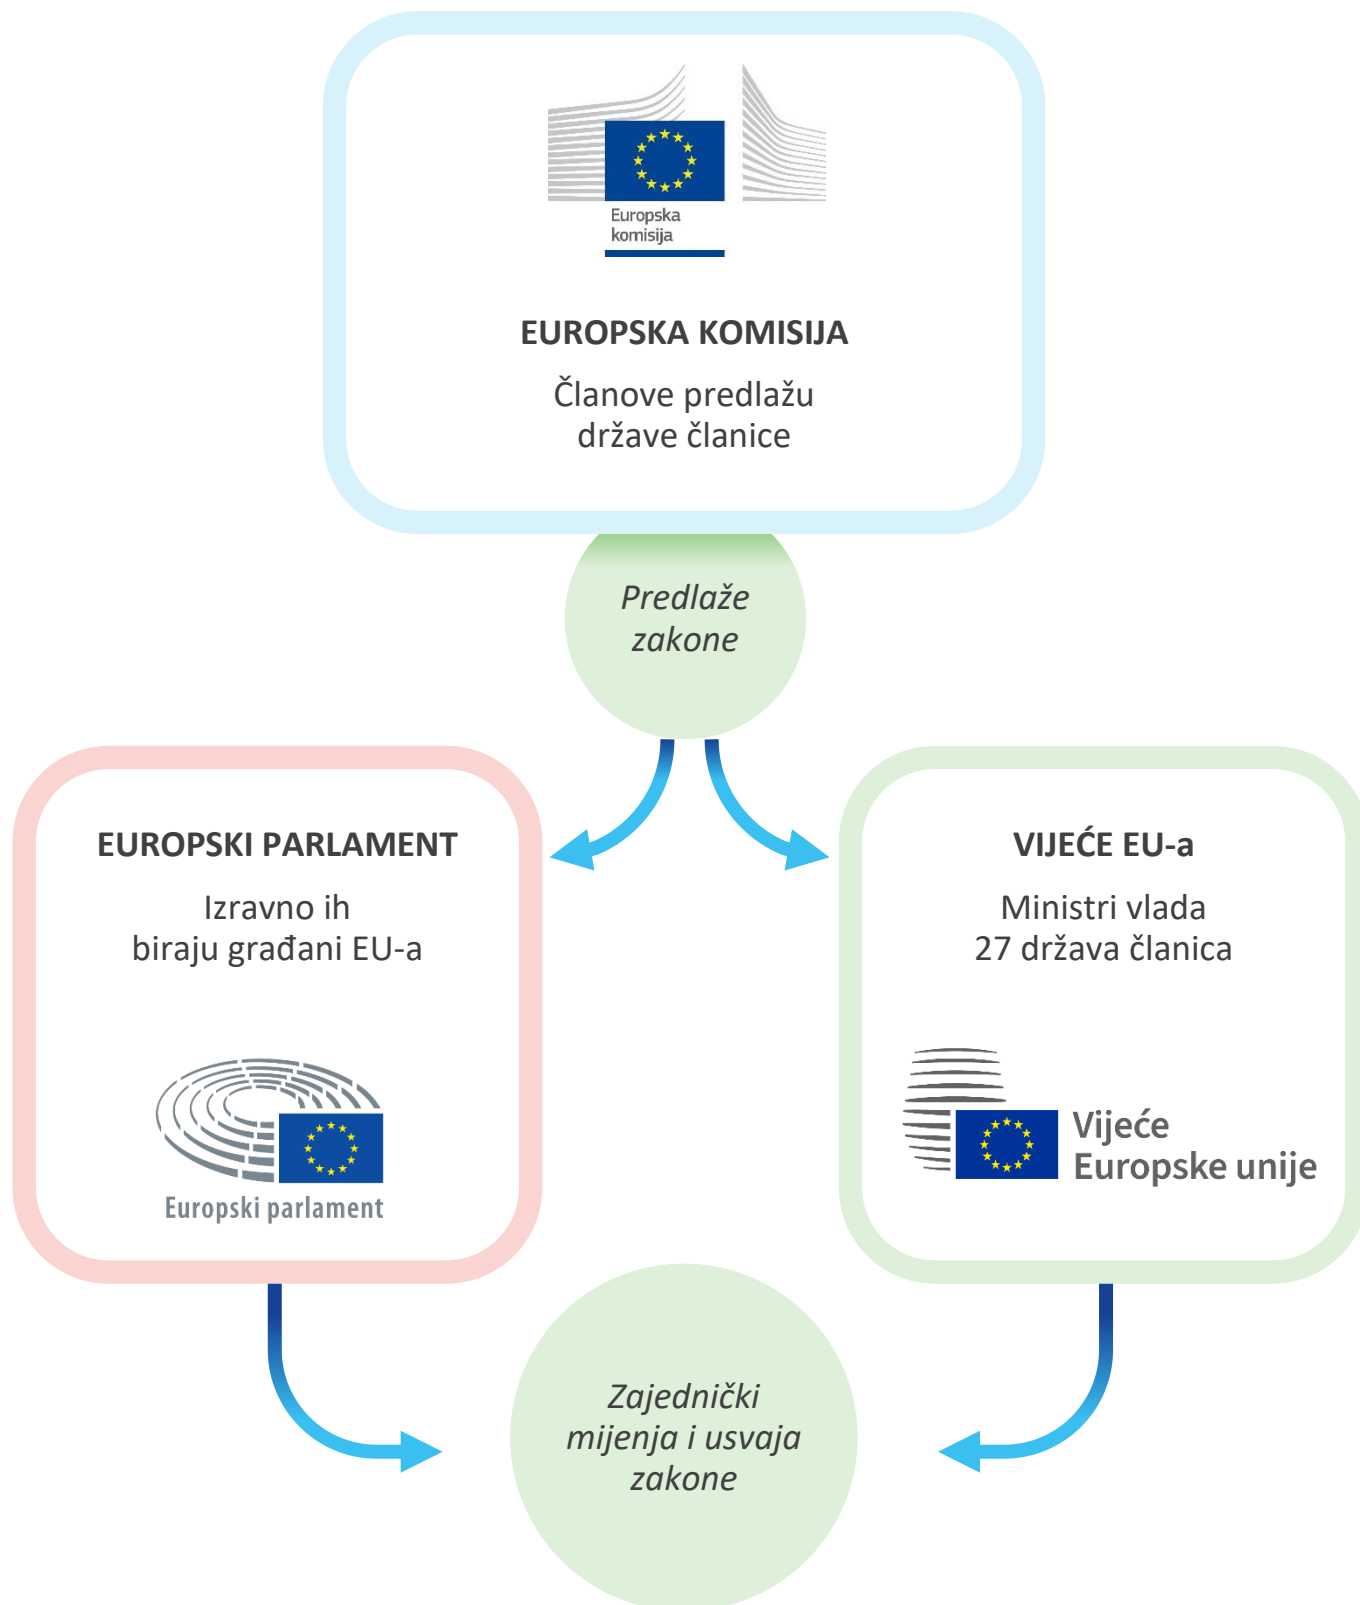 Europska
komisija
EUROPSKA KOMISIJA
Članove predlažu
države članice
Predlaže
zakone
EUROPSKI PARLAMENT
Izravno ih
biraju građani EU-a
Europski parlament
VIJEĆE EU-a
Ministri vlada
27 država članica
Vijeće
Europske unije
Zajednički
mijenja i usvaja
zakone